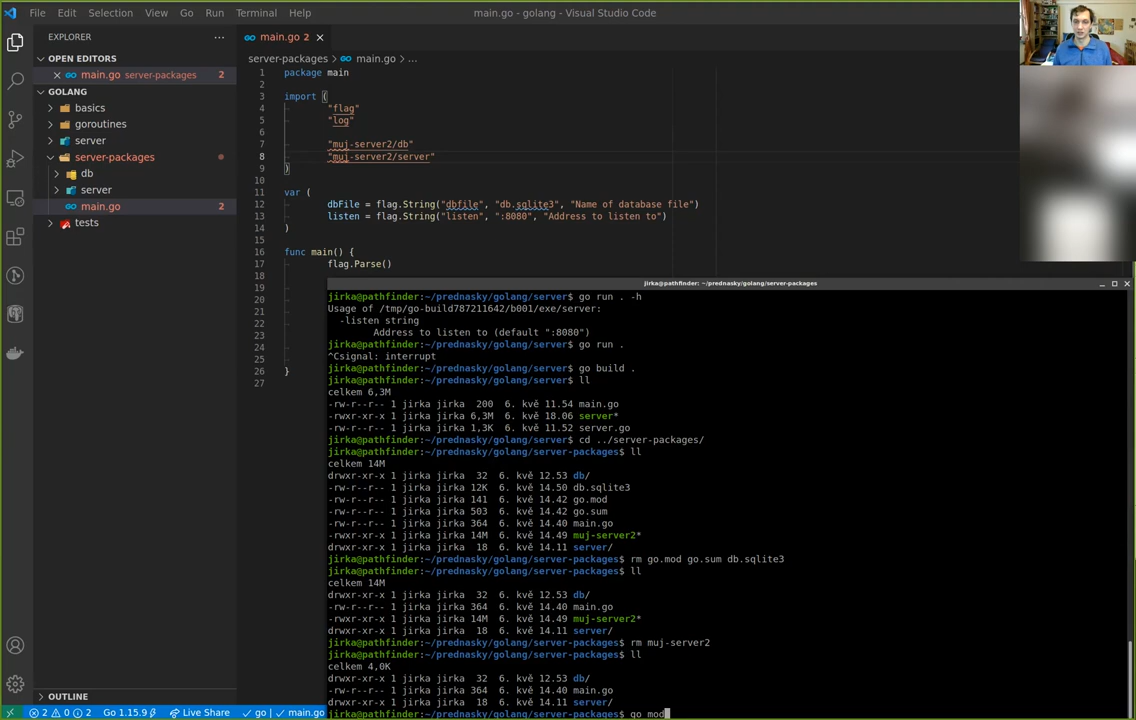 File Edit Selection View Go Run Terminal Help
main.go - golang - Visual Studio Code
EXPLORER
OPEN EDITORS
main.go server-packages 2
GOLANG
basics
goroutines
server
server-packages
db
server
main.go 2
tests
OUTLINE
main.go 2
server-packages > main.go > ...
1 package main
2
3 import (
4 "flag"
5 "log"
6
7 "muj-server2/db"
8 "muj-server2/server"
9 )
10
11 var (
12 dbFile = flag.String("dbfile", "db.sqlite3", "Name of database file")
13 listen = flag.String("listen", ":8080", "Address to listen to")
14 )
15
16 func main() {
17 flag.Parse()
18
19
20
21
22
23
24
25
26 }
27
jirka@pathfinder: ~/prednasky/golang/server-packages
jirka@pathfinder:~/prednasky/golang/server$ go run . -h
Usage of /tmp/go-build787211642/b001/exe/server:
-listen string
Address to listen to (default ":8080")
jirka@pathfinder:~/prednasky/golang/server$ go run .
^Csignal: interrupt
jirka@pathfinder:~/prednasky/golang/server$ go build .
jirka@pathfinder:~/prednasky/golang/server$ ll
celkem 6,3M
-rw-r--r-- 1 jirka jirka 200 6. kvě 11.54 main.go
-rwxr-xr-x 1 jirka jirka 6,3M 6. kvě 18.06 server*
-rw-r--r-- 1 jirka jirka 1,3K 6. kvě 11.52 server.go
jirka@pathfinder:~/prednasky/golang/server$ cd ../server-packages/
jirka@pathfinder:~/prednasky/golang/server-packages$ ll
celkem 14M
drwxr-xr-x 1 jirka jirka 32 6. kvě 12.53 db/
-rw-r--r-- 1 jirka jirka 12K 6. kvě 14.50 db.sqlite3
-rw-r--r-- 1 jirka jirka 141 6. kvě 14.42 go.mod
-rw-r--r-- 1 jirka jirka 503 6. kvě 14.42 go.sum
-rw-r--r-- 1 jirka jirka 364 6. kvě 14.40 main.go
-rwxr-xr-x 1 jirka jirka 14M 6. kvě 14.49 muj-server2*
drwxr-xr-x 1 jirka jirka 18 6. kvě 14.11 server/
jirka@pathfinder:~/prednasky/golang/server-packages$ rm go.mod go.sum db.sqlite3
jirka@pathfinder:~/prednasky/golang/server-packages$ ll
celkem 14M
drwxr-xr-x 1 jirka jirka 32 6. kvě 12.53 db/
-rw-r--r-- 1 jirka jirka 364 6. kvě 14.40 main.go
-rwxr-xr-x 1 jirka jirka 14M 6. kvě 14.49 muj-server2*
drwxr-xr-x 1 jirka jirka 18 6. kvě 14.11 server/
jirka@pathfinder:~/prednasky/golang/server-packages$ rm muj-server2
jirka@pathfinder:~/prednasky/golang/server-packages$ ll
celkem 4,0K
drwxr-xr-x 1 jirka jirka 32 6. kvě 12.53 db/
-rw-r--r-- 1 jirka jirka 364 6. kvě 14.40 main.go
drwxr-xr-x 1 jirka jirka 18 6. kvě 14.11 server/
jirka@pathfinder:~/prednasky/golang/server-packages$ go mod
2 0 2 Go 1.15.9 Live Share go main.go